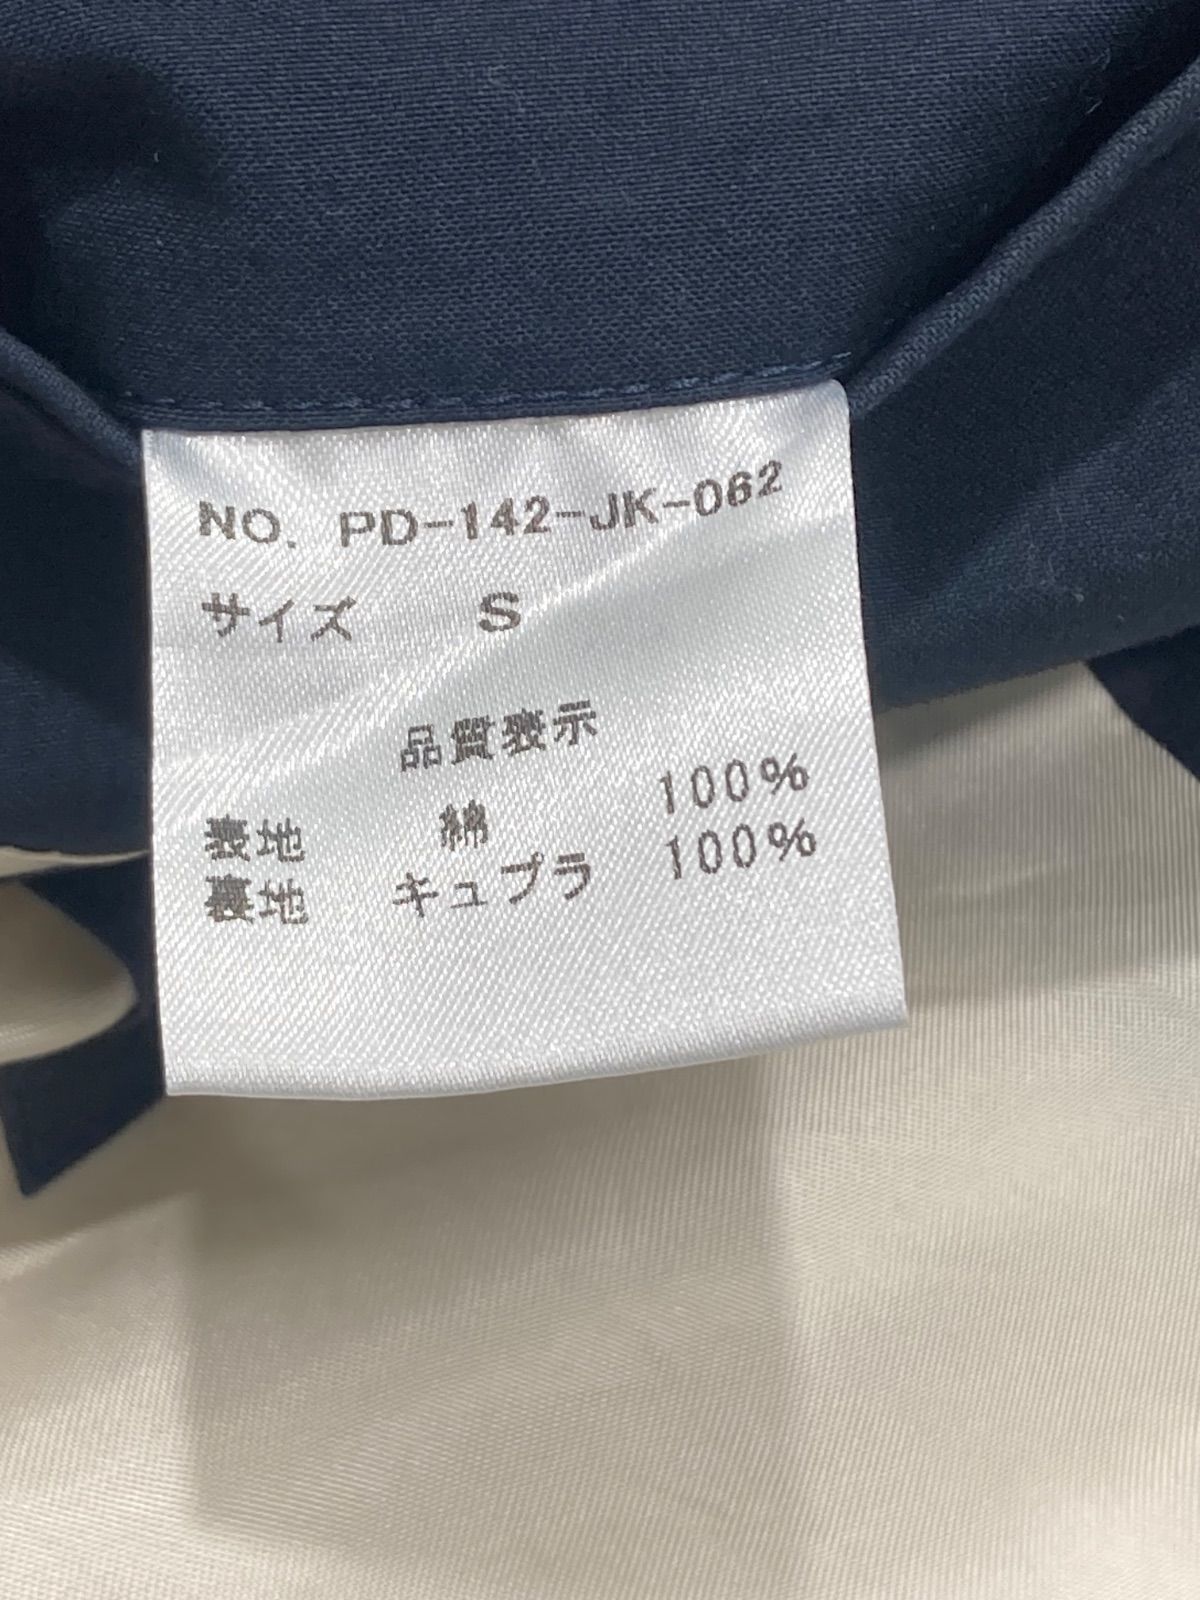 NO. PD-142-JK-062
サイズ S
品質表示
表地 綿 100%
裏地 キュプラ 100%